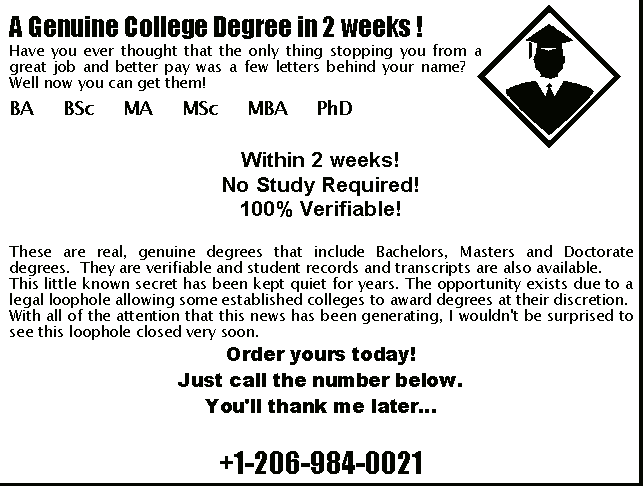 A Genuine College Degree in 2 weeks !
Have you ever thought that the only thing stopping you from a
great job and better pay was a few letters behind your name?
Well now you can get them!
BA BSc MA MSc MBA PhD
Within 2 weeks!
No Study Required!
100% Verifiable!
These are real, genuine degrees that include Bachelors, Masters and Doctorate
degrees. They are verifiable and student records and transcripts are also available.
This little known secret has been kept quiet for years. The opportunity exists due to a
legal loophole allowing some established colleges to award degrees at their discretion.
With all of the attention that this news has been generating, I wouldn't be surprised to
see this loophole closed very soon.
Order yours today!
Just call the number below.
You'll thank me later...
+1-206-984-0021